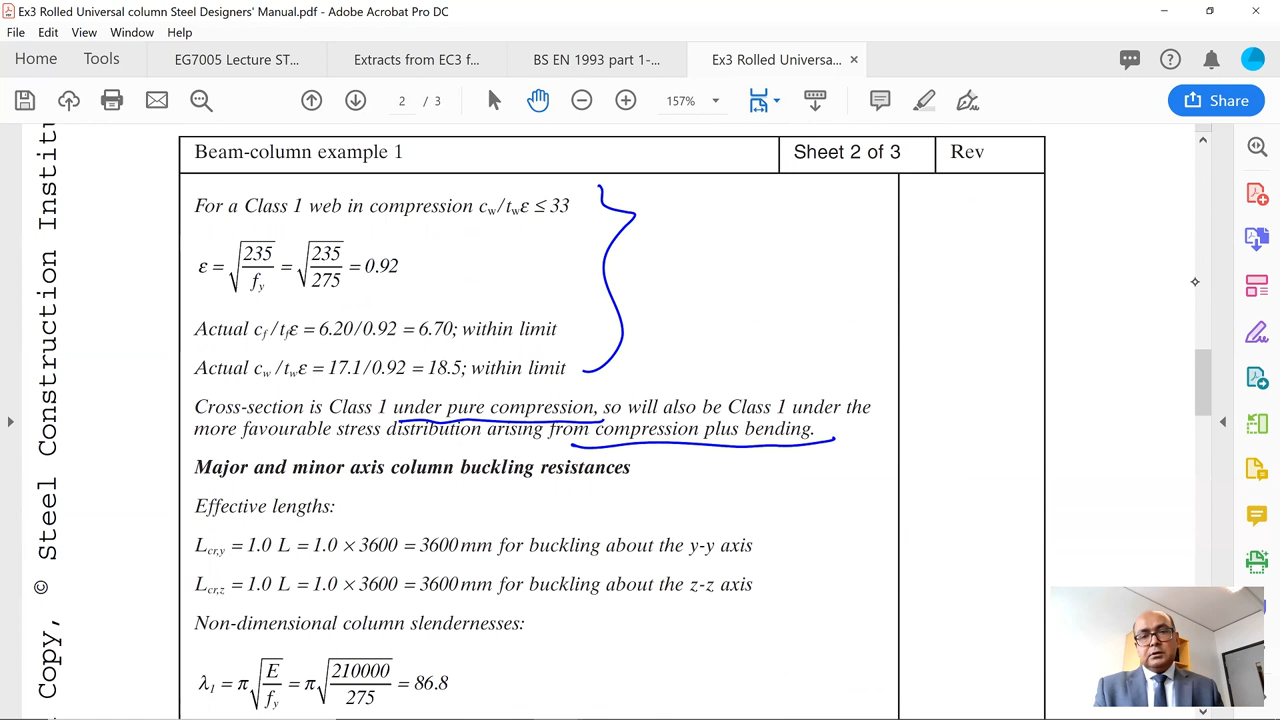 Ex3 Rolled Universal column Steel Designers' Manual.pdf - Adobe Acrobat Pro DC
File Edit View Window Help
Home Tools EG7005 Lecture ST... Extracts from EC3 f... BS EN 1993 part 1-... Ex3 Rolled Universa... ×
2 / 3 157% Share
Copy, © Steel Construction Institu
Beam-column example 1 Sheet 2 of 3 Rev
For a Class 1 web in compression c_w/t_wε ≤ 33
ε = √(235/f_y) = √(235/275) = 0.92
Actual c_f/t_fε = 6.20/0.92 = 6.70; within limit
Actual c_w/t_wε = 17.1/0.92 = 18.5; within limit
Cross-section is Class 1 under pure compression, so will also be Class 1 under the
more favourable stress distribution arising from compression plus bending.
Major and minor axis column buckling resistances
Effective lengths:
L_cr,y = 1.0 L = 1.0 × 3600 = 3600mm for buckling about the y-y axis
L_cr,z = 1.0 L = 1.0 × 3600 = 3600mm for buckling about the z-z axis
Non-dimensional column slendernesses:
λ_1 = π√(E/f_y) = π√(210000/275) = 86.8